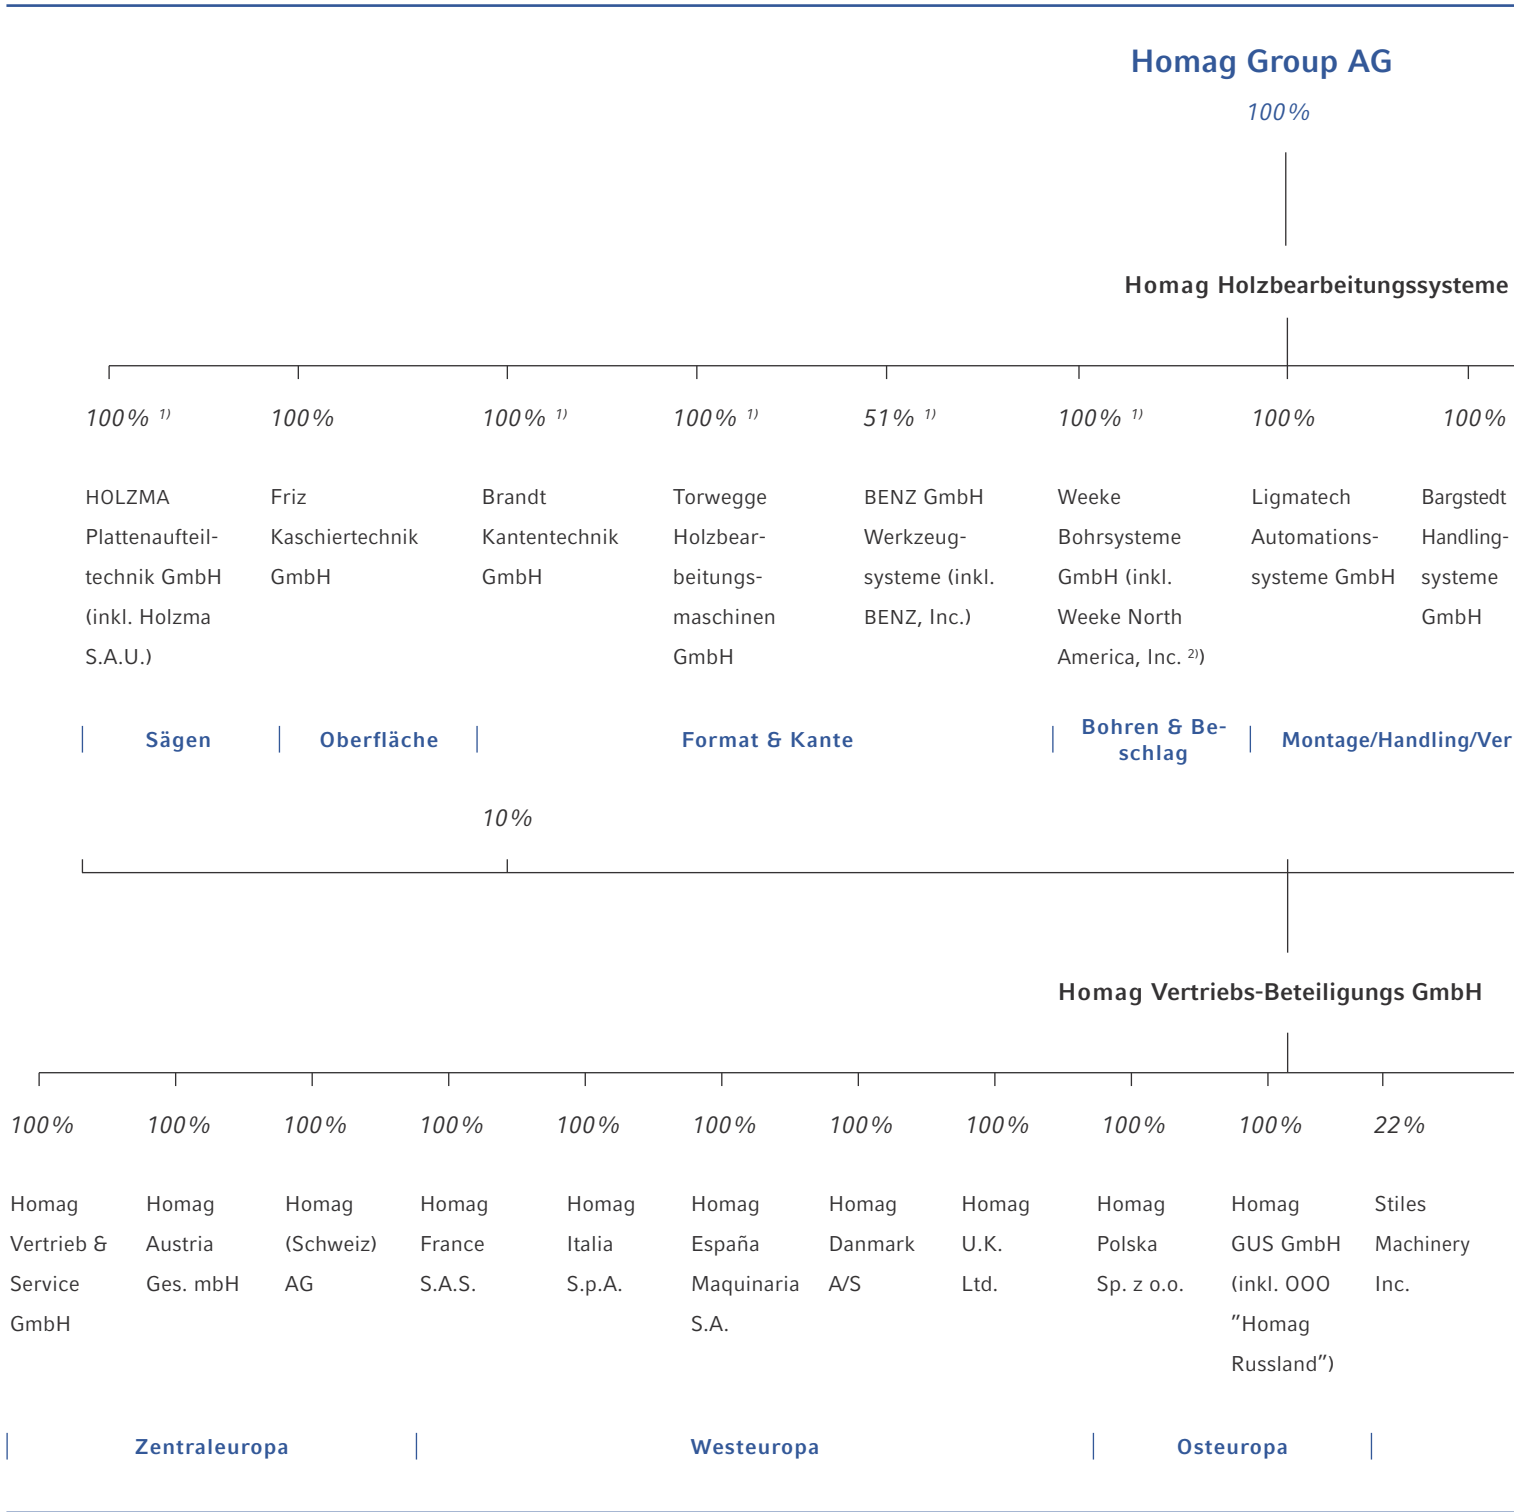 Homag Group AG
100%
Homag Holzbearbeitungssysteme
100% 1)
100%
100% 1)
100% 1)
51% 1)
100% 1)
100%
100%
HOLZMA
Plattenaufteil-
technik GmbH
(inkl. Holzma
S.A.U.)
Friz
Kaschiertechnik
GmbH
Brandt
Kantentechnik
GmbH
Torwegge
Holzbear-
beitungs-
maschinen
GmbH
BENZ GmbH
Werkzeug-
systeme (inkl.
BENZ, Inc.)
Weeke
Bohrsysteme
GmbH (inkl.
Weeke North
America, Inc. 2))
Ligmatech
Automations-
systeme GmbH
Bargstedt
Handling-
systeme
GmbH
Sägen
Oberfläche
Format & Kante
Bohren & Be-
schlag
Montage/Handling/Ver
10%
Homag Vertriebs-Beteiligungs GmbH
100%
100%
100%
100%
100%
100%
100%
100%
100%
100%
22%
Homag
Vertrieb &
Service
GmbH
Homag
Austria
Ges. mbH
Homag
(Schweiz)
AG
Homag
France
S.A.S.
Homag
Italia
S.p.A.
Homag
España
Maquinaria
S.A.
Homag
Danmark
A/S
Homag
U.K.
Ltd.
Homag
Polska
Sp. z o.o.
Homag
GUS GmbH
(inkl. OOO
”Homag
Russland”)
Stiles
Machinery
Inc.
Zentraleuropa
Westeuropa
Osteuropa